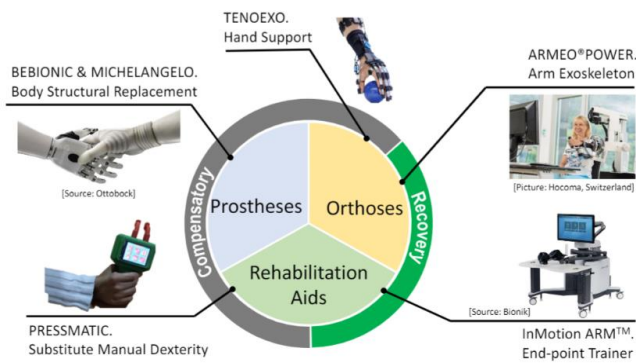 TENOEXO.
Hand Support
BEBIONIC & MICHELANGELO.
Body Structural Replacement
[Source: Ottobock]
ARMEO®POWER.
Arm Exoskeleton
[Picture: Hocoma, Switzerland]
Compensatory
Recovery
Prostheses
Orthoses
Rehabilitation
Aids
PRESSMATIC.
Substitute Manual Dexterity
[Source: Bionik]
InMotion ARM™.
End-point Trainer